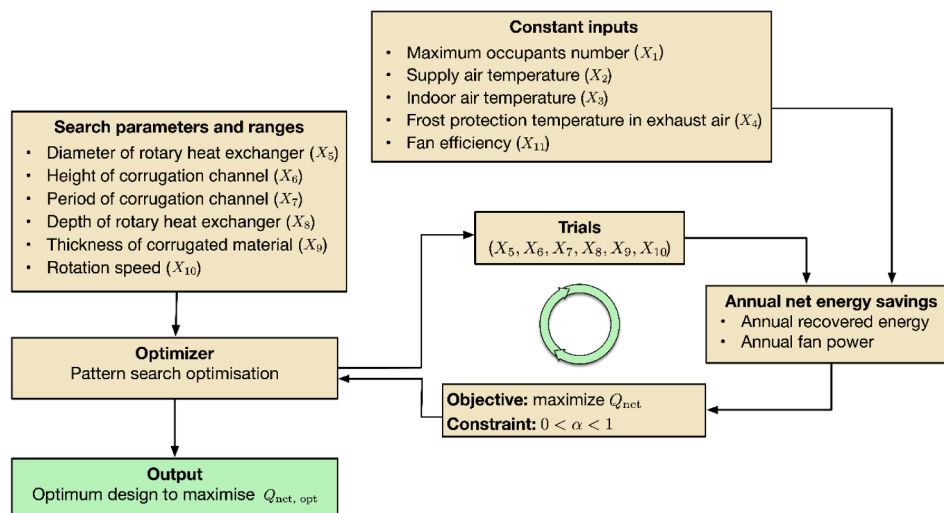 Constant inputs
• Maximum occupants number (X₁)
• Supply air temperature (X₂)
• Indoor air temperature (X₃)
• Frost protection temperature in exhaust air (X₄)
• Fan efficiency (X₁₁)
Search parameters and ranges
• Diameter of rotary heat exchanger (X₅)
• Height of corrugation channel (X₆)
• Period of corrugation channel (X₇)
• Depth of rotary heat exchanger (X₈)
• Thickness of corrugated material (X₉)
• Rotation speed (X₁₀)
Trials
(X₅, X₆, X₇, X₈, X₉, X₁₀)
Annual net energy savings
• Annual recovered energy
• Annual fan power
Optimizer
Pattern search optimisation
Objective: maximize Q_net
Constraint: 0 < α < 1
Output
Optimum design to maximise Q_net, opt